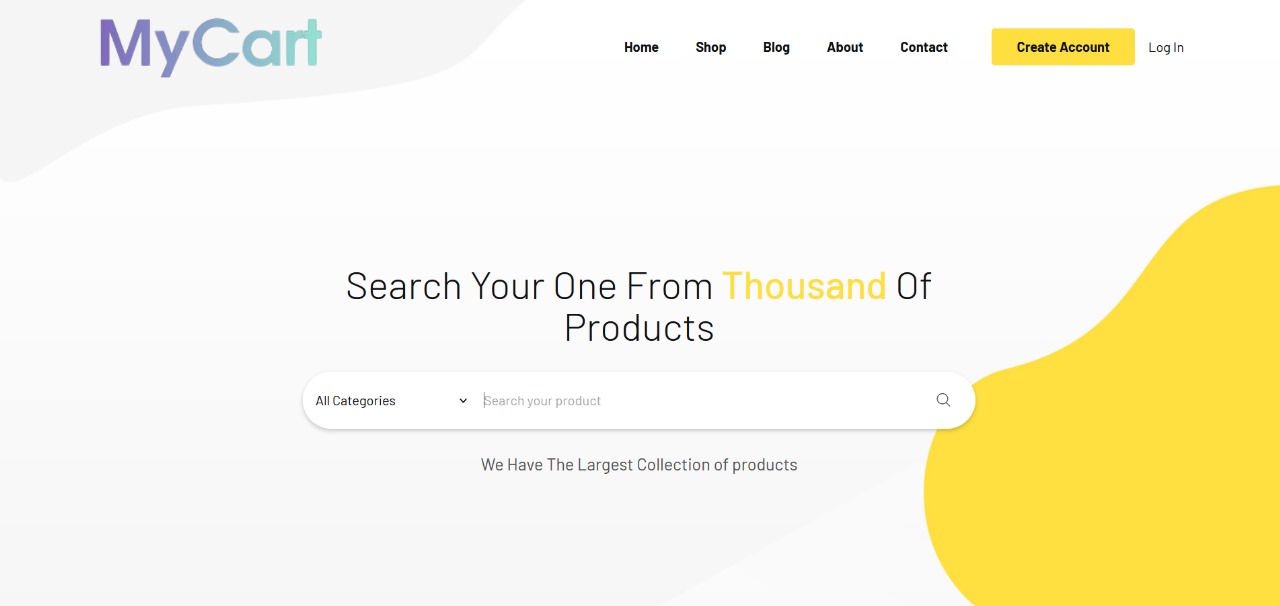 MyCart
Home Shop Blog About Contact Create Account Log In
Search Your One From Thousand Of
Products
All Categories Search your product
We Have The Largest Collection of products